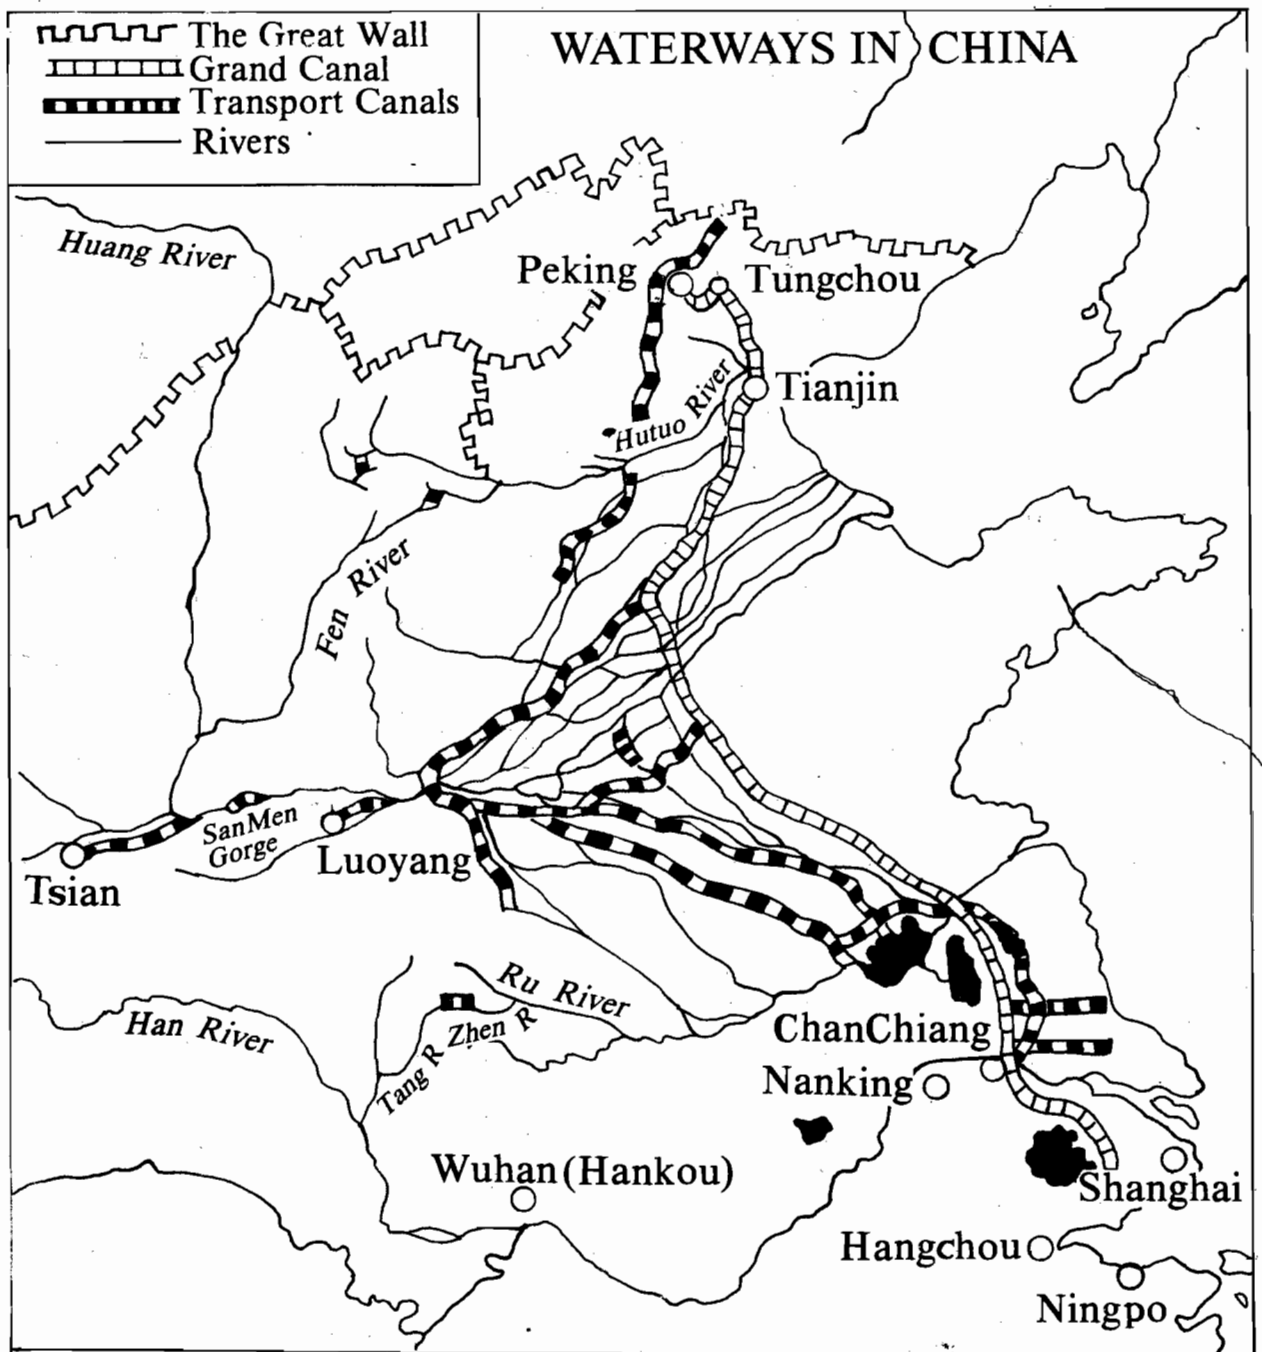 The Great Wall
Grand Canal
Transport Canals
Rivers
WATERWAYS IN CHINA
Huang River
Peking
Tungchou
Tianjin
Hutuo River
Fen River
SanMen
Gorge
Luoyang
Tsian
Ru River
Zhen R
Tang R
Han River
ChanChiang
Nanking
Wuhan (Hankou)
Shanghai
Hangchou
Ningpo